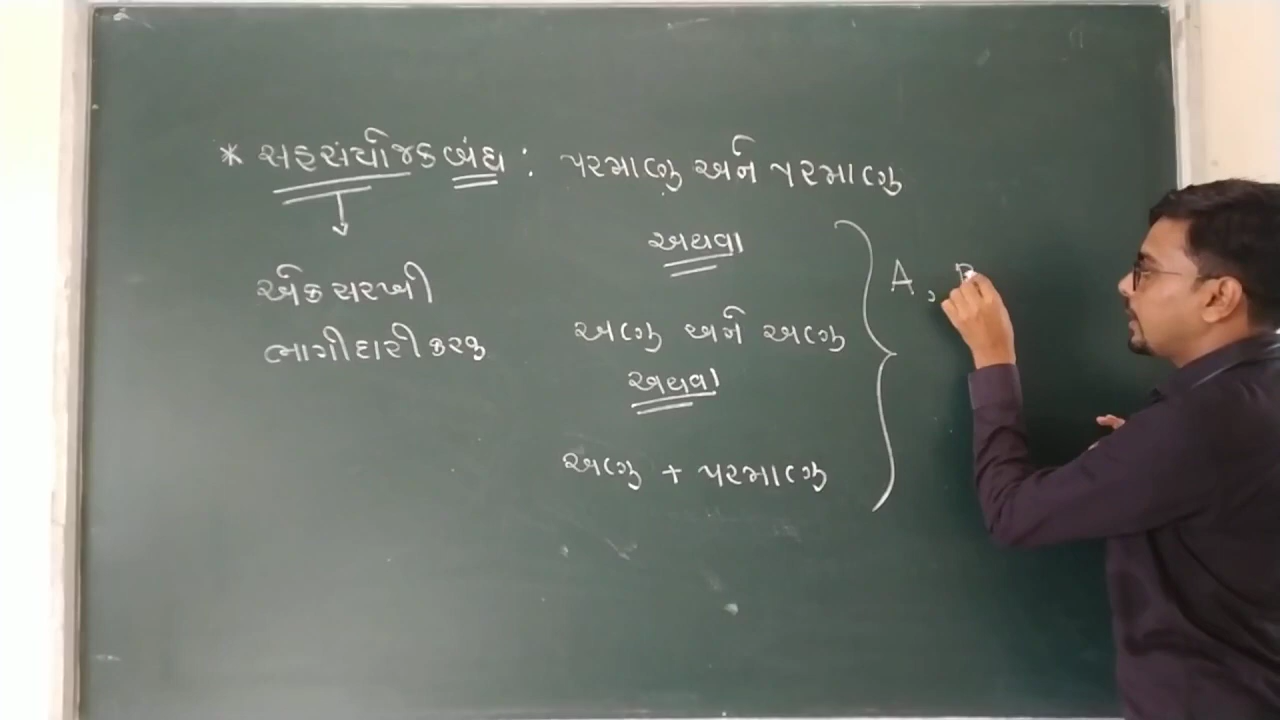 * સહસંયોજક બંધ : પરમાણુ અને પરમાણુ
અથવા
એક સરખી
ભાગીદારી કરવુ
અણુ અને અણુ
અથવા
અણુ + પરમાણુ
A, B